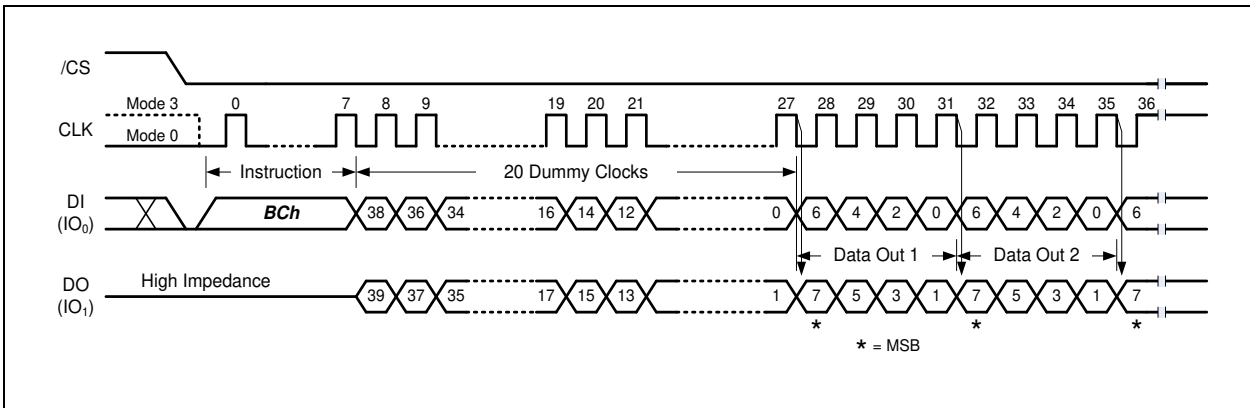 /CS
Mode 3 0 7 8 9 19 20 21 27 28 29 30 31 32 33 34 35 36
CLK Mode 0
Instruction 20 Dummy Clocks
DI (IO0) BCh 38 36 34 16 14 12 0 6 4 2 0 6 4 2 0 6
Data Out 1 Data Out 2
DO (IO1) High Impedance 39 37 35 17 15 13 1 7 5 3 1 7 5 3 1 7
* * *
* = MSB